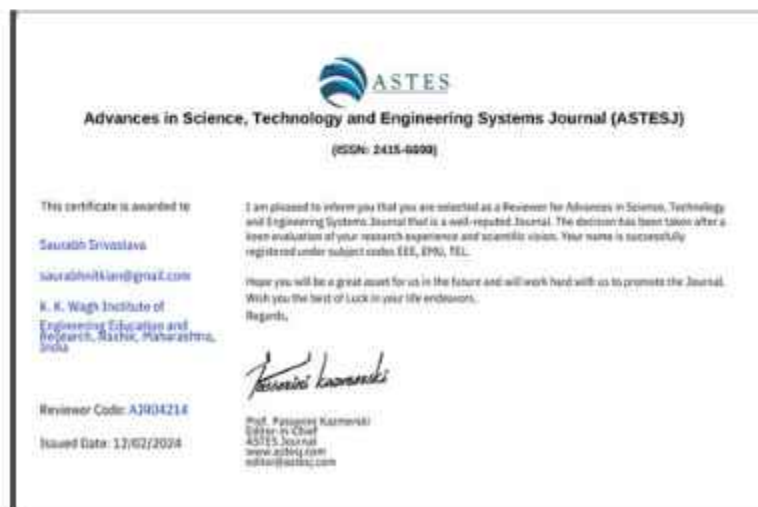 ASTES
Advances in Science, Technology and Engineering Systems Journal (ASTESJ)
(ISSN: 2415-6698)
This certificate is awarded to
Saurabh Srivastava
saurabhnitkian@gmail.com
K. K. Wagh Institute of
Engineering Education and
Research, Nashik, Maharashtra,
India
Reviewer Code: AJR04214
Issued Date: 12/02/2024
I am pleased to inform you that you are selected as a Reviewer for Advances in Science, Technology
and Engineering Systems Journal that is a well-reputed Journal. The decision has been taken after a
keen evaluation of your research experience and scientific vision. Your name is successfully
registered under subject codes EEE, EMU, TEL.
Hope you will be a great asset for us in the future and will work hard with us to promote the Journal.
Wish you the best of Luck in your life endeavors.
Regards,
Passerini Kazmerski
Prof. Passerini Kazmerski
Editor-in-Chief
ASTES Journal
www.astesj.com
editor@astesj.com